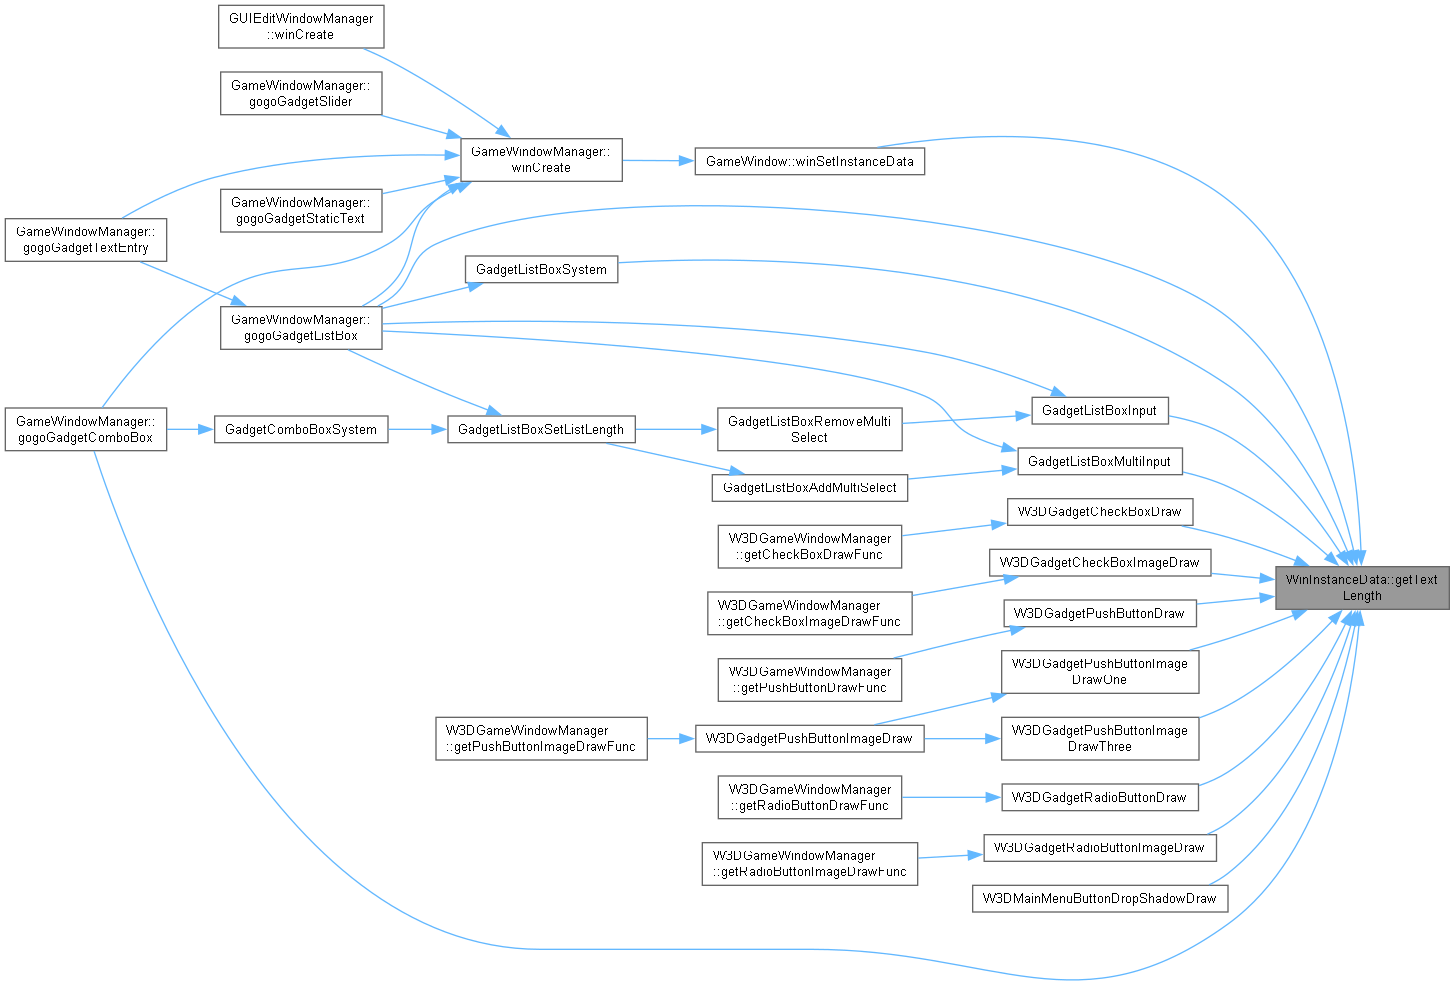 GUIEditWindowManager
::winCreate
GameWindowManager::
gogoGadgetSlider
GameWindowManager::
winCreate
GameWindow::winSetInstanceData
GameWindowManager::
gogoGadgetStaticText
GameWindowManager::
gogoGadgetTextEntry
GadgetListBoxSystem
GameWindowManager::
gogoGadgetListBox
GadgetListBoxInput
GameWindowManager::
gogoGadgetComboBox
GadgetComboBoxSystem
GadgetListBoxSetListLength
GadgetListBoxRemoveMulti
Select
GadgetListBoxMultiInput
GadgetListBoxAddMultiSelect
W3DGadgetCheckBoxDraw
W3DGameWindowManager
::getCheckBoxDrawFunc
W3DGadgetCheckBoxImageDraw
WinInstanceData::getText
Length
W3DGameWindowManager
::getCheckBoxImageDrawFunc
W3DGadgetPushButtonDraw
W3DGameWindowManager
::getPushButtonDrawFunc
W3DGadgetPushButtonImage
DrawOne
W3DGameWindowManager
::getPushButtonImageDrawFunc
W3DGadgetPushButtonImageDraw
W3DGadgetPushButtonImage
DrawThree
W3DGameWindowManager
::getRadioButtonDrawFunc
W3DGadgetRadioButtonDraw
W3DGameWindowManager
::getRadioButtonImageDrawFunc
W3DGadgetRadioButtonImageDraw
W3DMainMenuButtonDropShadowDraw